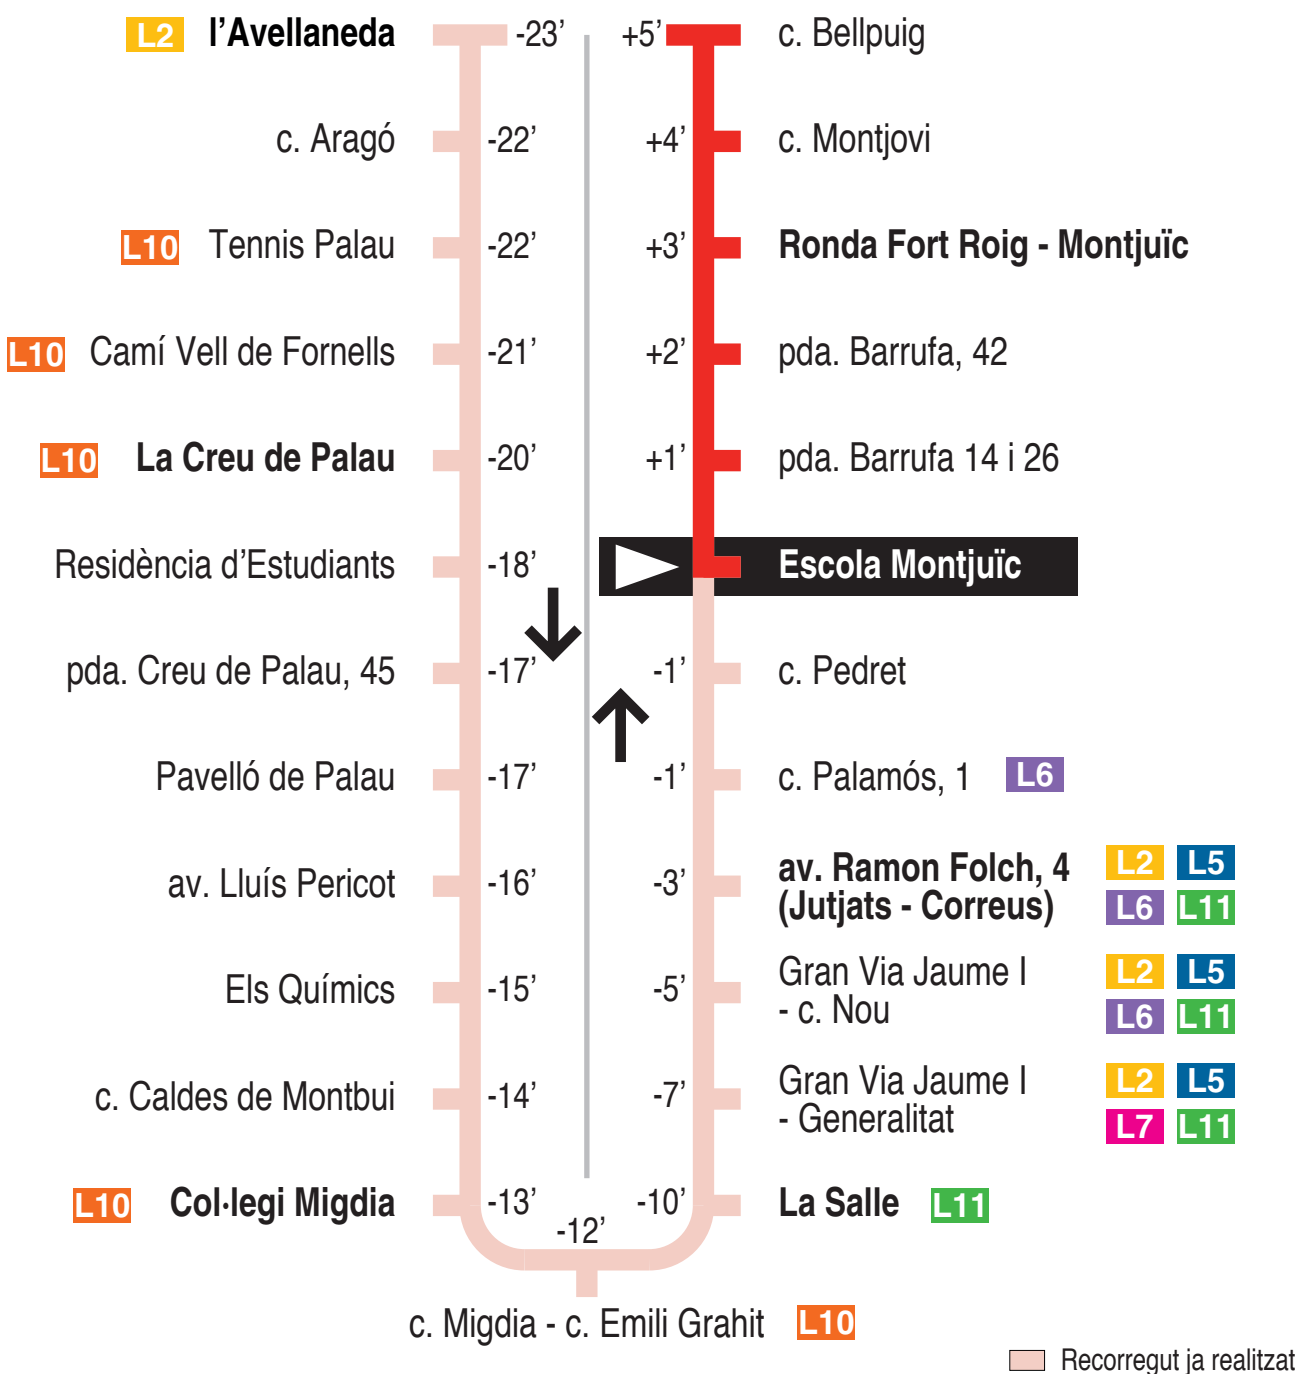 L2 l’Avellaneda -23’ +5’ c. Bellpuig
c. Aragó -22’ +4’ c. Montjovi
L10 Tennis Palau -22’ +3’ Ronda Fort Roig - Montjuïc
L10 Camí Vell de Fornells -21’ +2’ pda. Barrufa, 42
L10 La Creu de Palau -20’ +1’ pda. Barrufa 14 i 26
Residència d’Estudiants -18’ Escola Montjuïc
pda. Creu de Palau, 45 -17’ -1’ c. Pedret
Pavelló de Palau -17’ -1’ c. Palamós, 1 L6
av. Lluís Pericot -16’ -3’ av. Ramon Folch, 4 L2 L5
(Jutjats - Correus) L6 L11
Els Químics -15’ -5’ Gran Via Jaume I L2 L5
- c. Nou L6 L11
c. Caldes de Montbui -14’ -7’ Gran Via Jaume I L2 L5
- Generalitat L7 L11
L10 Col·legi Migdia -13’ -10’ La Salle L11
-12’
c. Migdia - c. Emili Grahit L10
Recorregut ja realitzat